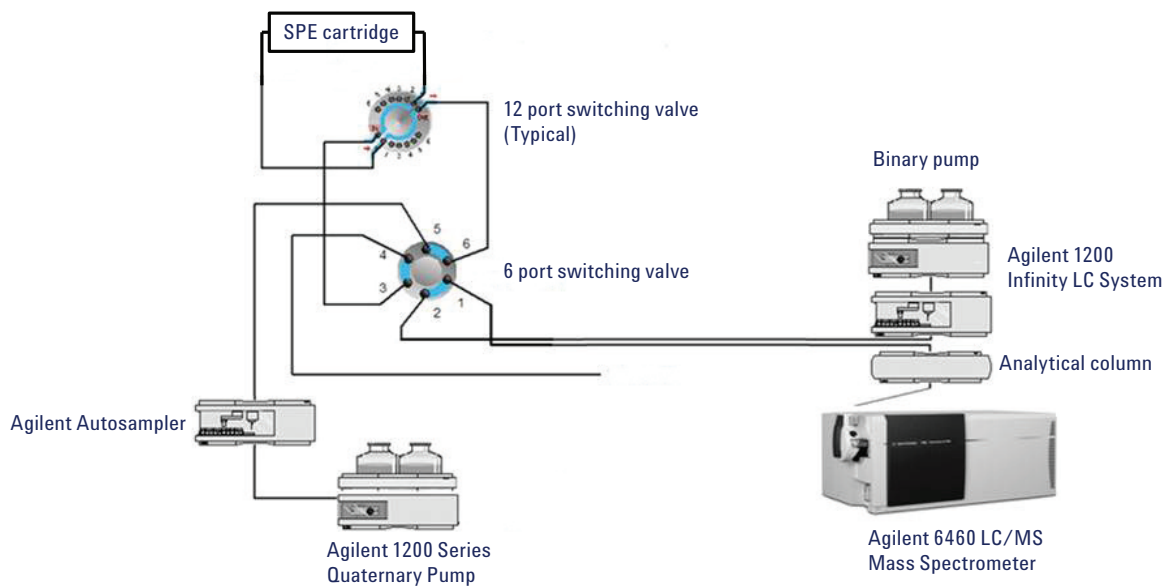 SPE cartridge
12 port switching valve
(Typical)
5
6
4
3
1
2
6 port switching valve
Binary pump
Agilent 1200
Infinity LC System
Analytical column
Agilent Autosampler
Agilent 1200 Series
Quaternary Pump
Agilent 6460 LC/MS
Mass Spectrometer